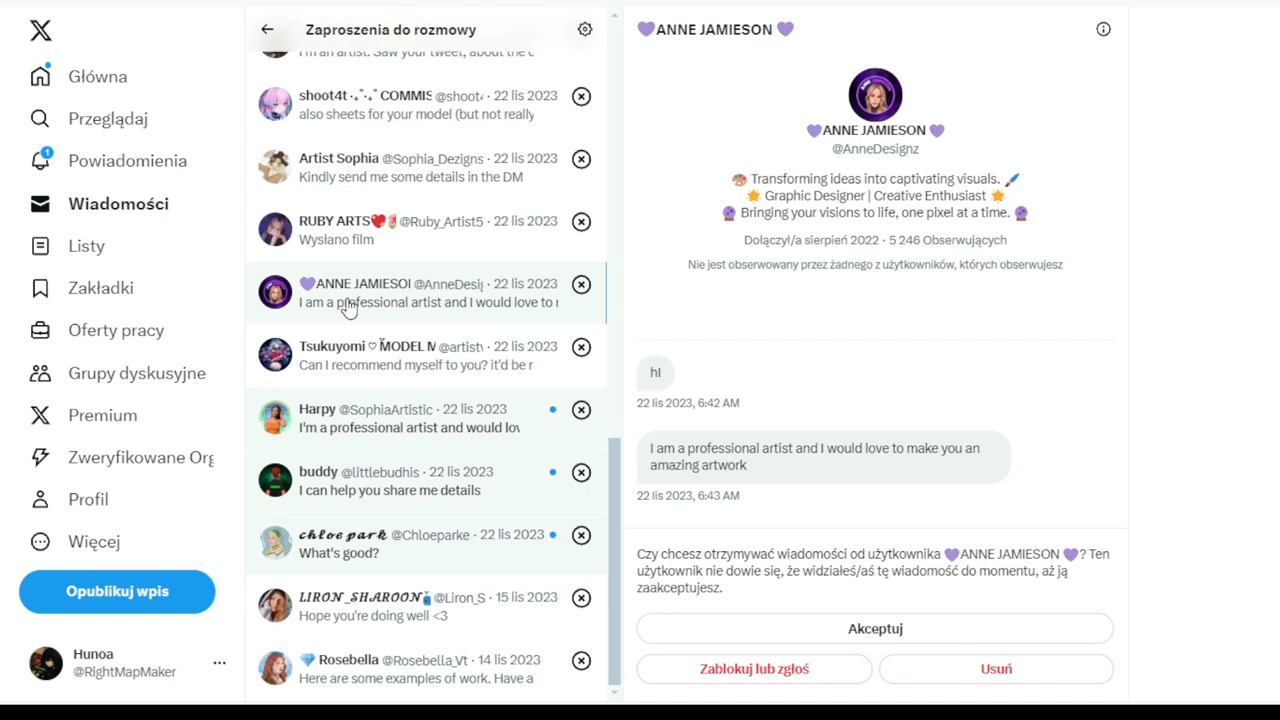 Główna
Przeglądaj
1
Powiadomienia
Wiadomości
Listy
Zakładki
Oferty pracy
Grupy dyskusyjne
Premium
Zweryfikowane Org
Profil
Więcej
Opublikuj wpis
Hunoa
@RightMapMaker
Zaproszenia do rozmowy
I'm an artist. Saw your tweet, about the c
shoot4t COMMIS @shoot4 · 22 lis 2023
also sheets for your model (but not really
Artist Sophia @Sophia_Dezigns · 22 lis 2023
Kindly send me some details in the DM
RUBY ARTS @Ruby_Artist5 · 22 lis 2023
Wysłano film
💜ANNE JAMIESON @AnneDesig · 22 lis 2023
I am a professional artist and I would love to
Tsukuyomi ♡ MODEL M @artist · 22 lis 2023
Can I recommend myself to you? it'd be r
Harpy @SophiaArtistic · 22 lis 2023
I'm a professional artist and would lov
buddy @littlebudhis · 22 lis 2023
I can help you share me details
𝓬𝓱𝓵𝓸𝓮 𝓹𝓪𝓻𝓴 @Chloeparke · 22 lis 2023
What's good?
𝑳𝑰𝑹𝑶𝑵_𝑺𝑯𝑨𝑹𝑶𝑶𝑵 @Liron_S · 15 lis 2023
Hope you're doing well <3
💎 Rosebella @Rosebella_Vt · 14 lis 2023
Here are some examples of work. Have a
💜ANNE JAMIESON 💜
💜ANNE JAMIESON 💜
@AnneDesignz
🎨 Transforming ideas into captivating visuals. 🖌️
🌟 Graphic Designer | Creative Enthusiast 🌟
🔮 Bringing your visions to life, one pixel at a time. 🔮
Dołączył/a sierpień 2022 · 5 246 Obserwujących
Nie jest obserwowany przez żadnego z użytkowników, których obserwujesz
hI
22 lis 2023, 6:42 AM
I am a professional artist and I would love to make you an
amazing artwork
22 lis 2023, 6:43 AM
Czy chcesz otrzymywać wiadomości od użytkownika 💜ANNE JAMIESON 💜? Ten
użytkownik nie dowie się, że widziałeś/aś tę wiadomość do momentu, aż ją
zaakceptujesz.
Akceptuj
Zablokuj lub zgłoś
Usuń